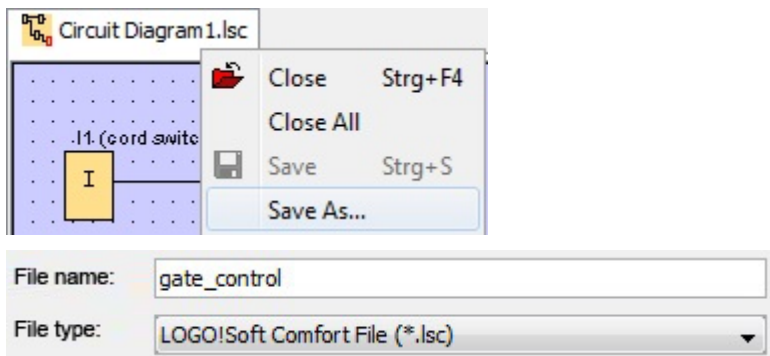 Circuit Diagram1.lsc
Close Strg+F4
Close All
I1 (cord switc
Save Strg+S
I
Save As...
File name: gate_control
File type: LOGO!Soft Comfort File (*.lsc)